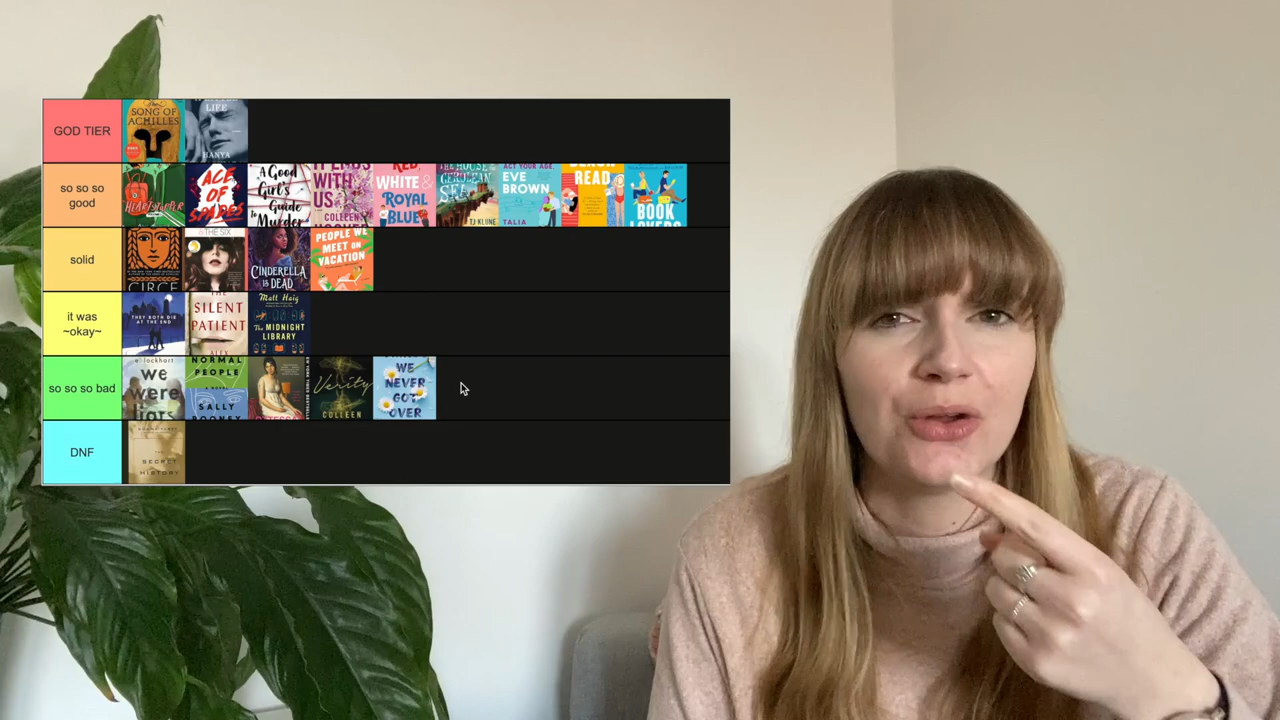 GOD TIER
The
SONG OF
ACHILLES
LIFE
HANYA
so so so
good
HEARTSTOPPER
ACE
OF
SPADES
A Good
Girl's
Guide
to
Murder
IT ENDS
WITH
US
COLLEEN
RED
WHITE &
ROYAL
BLUE
THE HOUSE
CERULEAN
SEA
TJ KLUNE
ACT YOUR AGE,
EVE
BROWN
TALIA
BEACH
READ
BOOK
LOVERS
solid
CIRCE
& THE SIX
CINDERELLA
IS DEAD
PEOPLE WE
MEET ON
VACATION
it was
~okay~
THEY BOTH DIE
AT THE END
THE
SILENT
PATIENT
ALEX
Matt Haig
The
MIDNIGHT
LIBRARY
so so so bad
e. lockhart
we
were
liars
NORMAL
PEOPLE
A NOVEL
SALLY
ROONEY
Verity
COLLEEN
WE
NEVER
GOT
OVER
DNF
THE
SECRET
HISTORY